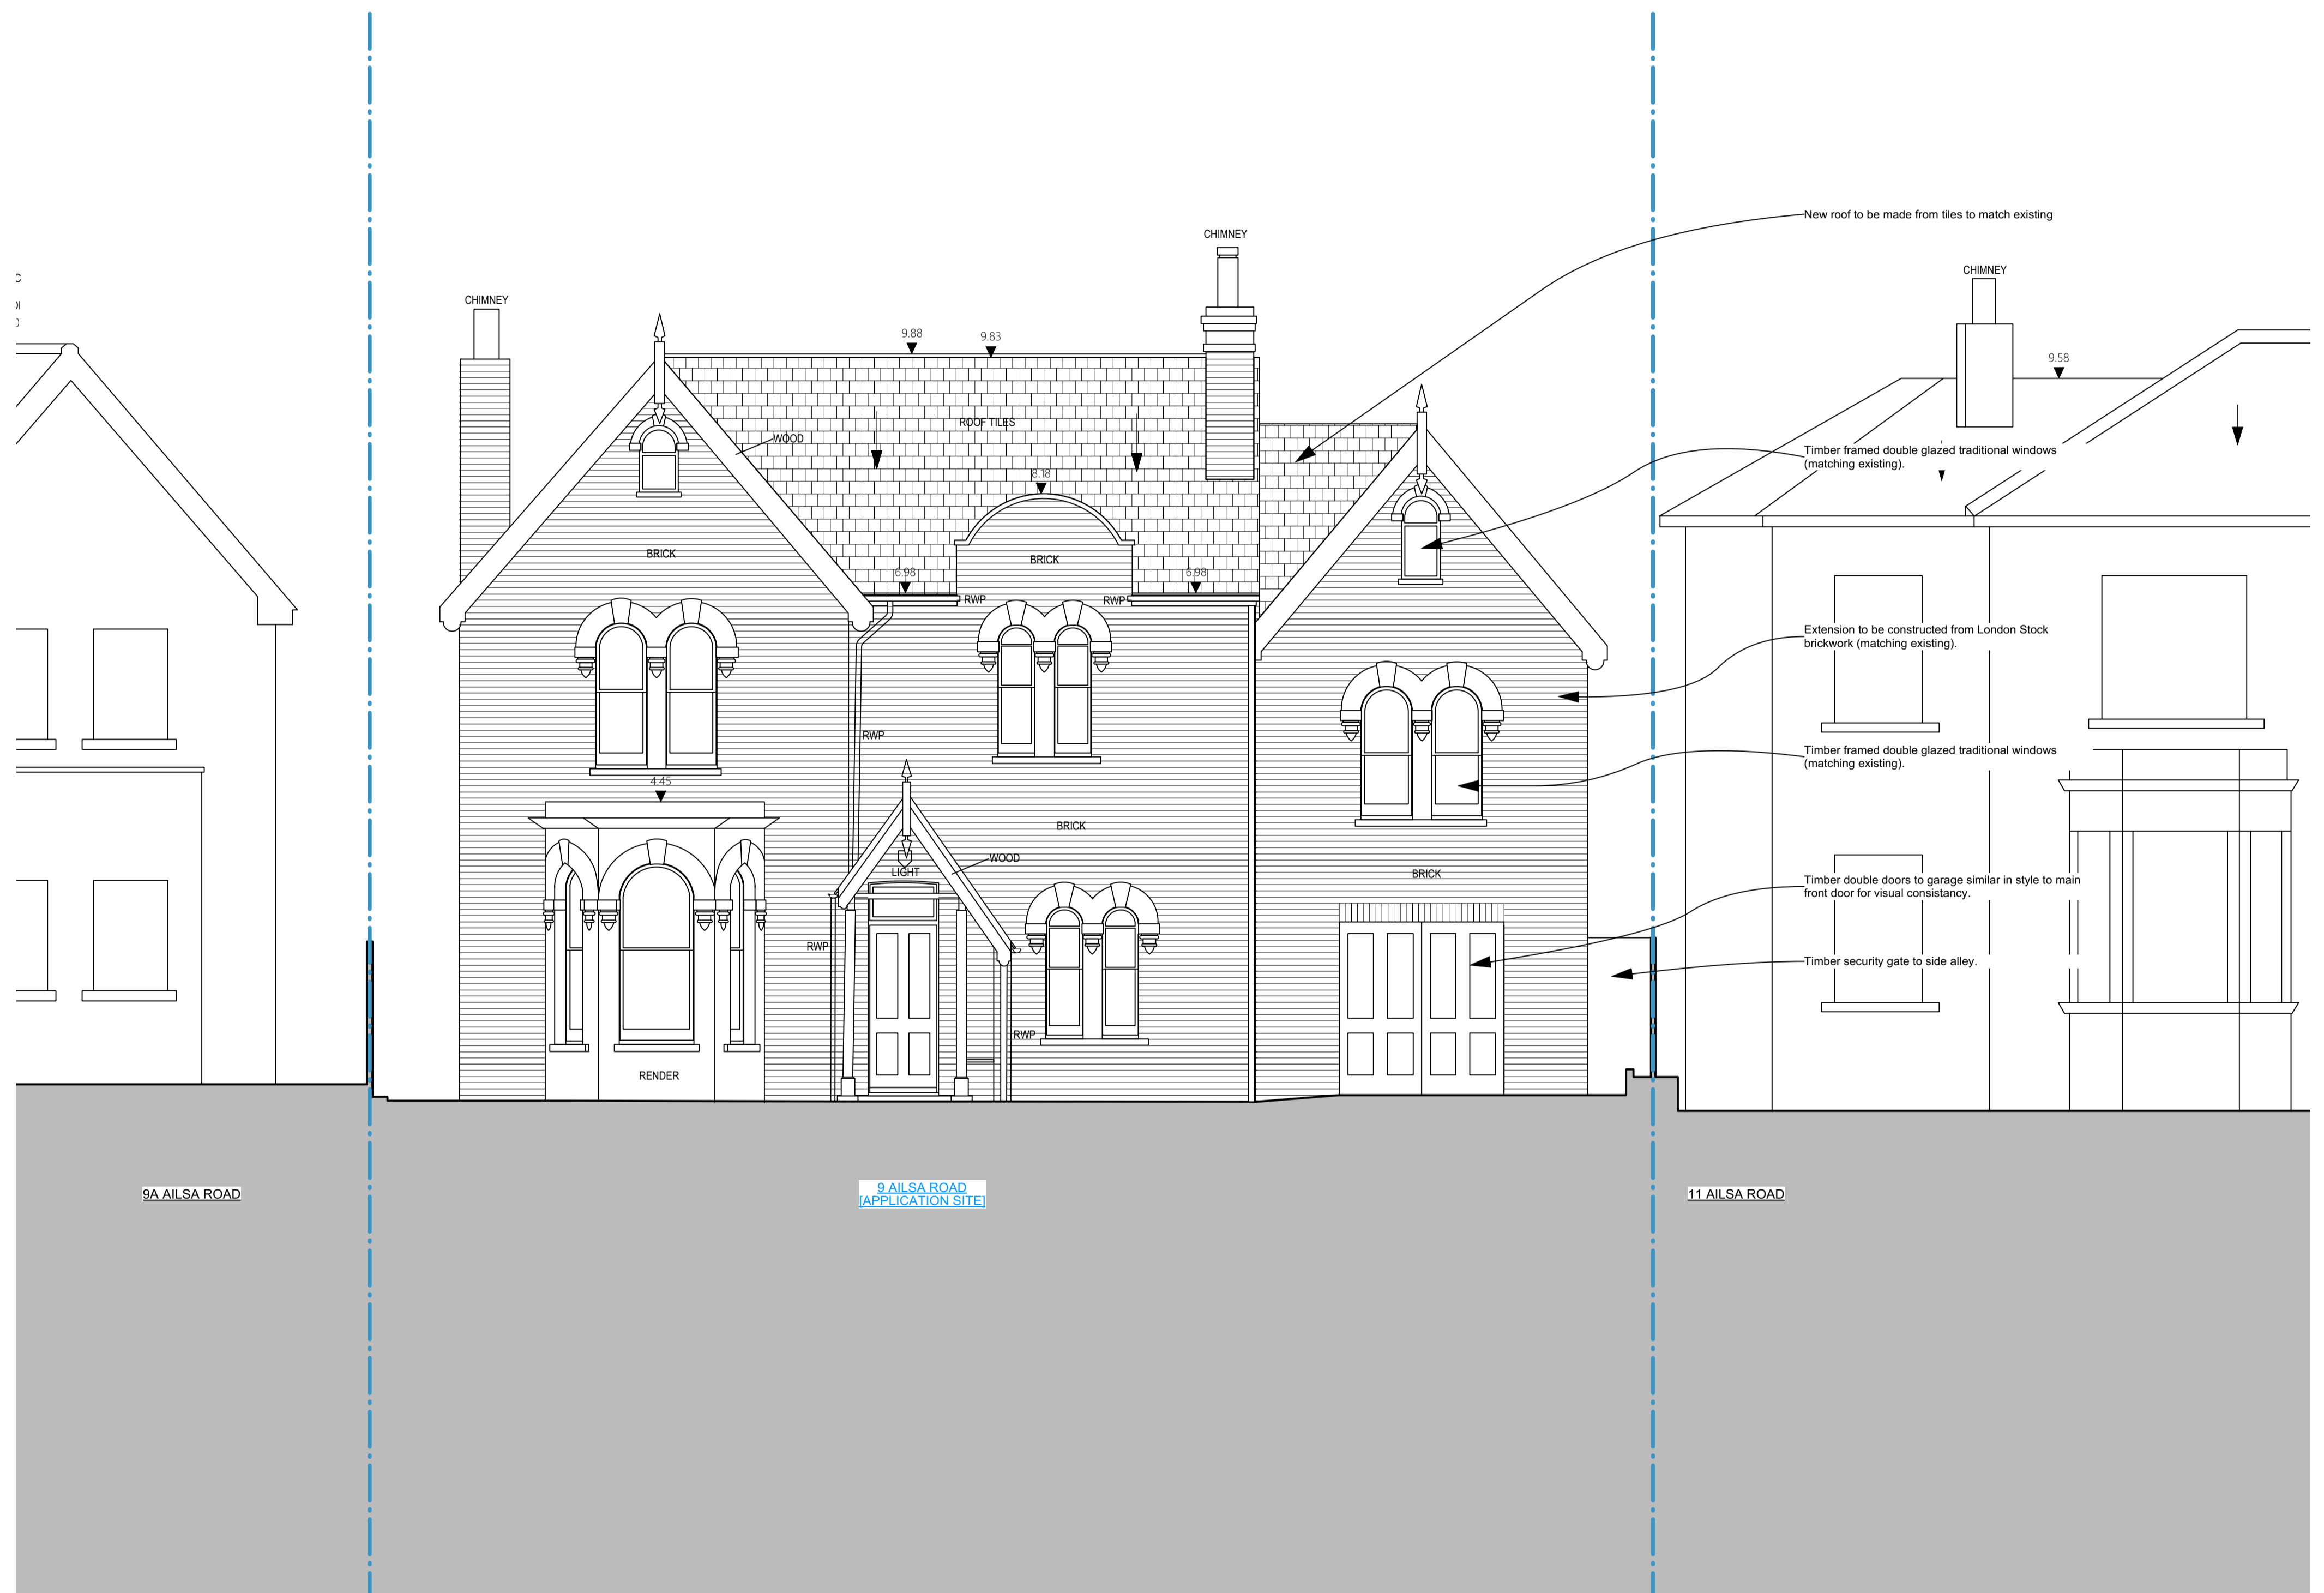 New roof to be made from tiles to match existing
CHIMNEY
CHIMNEY
CHIMNEY
9.88
9.83
9.58
ROOF TILES
WOOD
Timber framed double glazed traditional windows
(matching existing).
8.18
BRICK
BRICK
6.98
6.98
RWP
RWP
Extension to be constructed from London Stock
brickwork (matching existing).
RWP
Timber framed double glazed traditional windows
(matching existing).
4.45
BRICK
WOOD
LIGHT
BRICK
Timber double doors to garage similar in style to main
front door for visual consistancy.
RWP
Timber security gate to side alley.
RWP
RENDER
9A AILSA ROAD
9 AILSA ROAD
[APPLICATION SITE]
11 AILSA ROAD